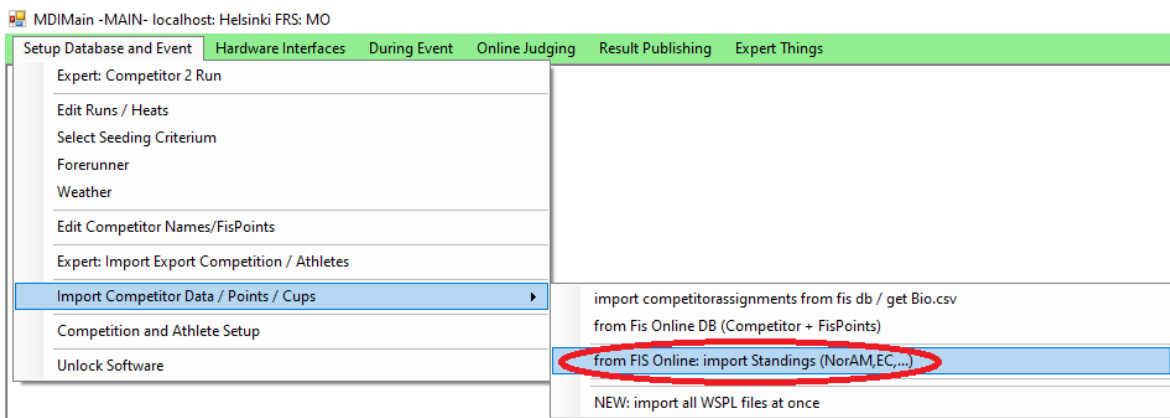 MDIMain -MAIN- localhost: Helsinki FRS: MO
Setup Database and Event Hardware Interfaces During Event Online Judging Result Publishing Expert Things
Expert: Competitor 2 Run
Edit Runs / Heats
Select Seeding Criterium
Forerunner
Weather
Edit Competitor Names/FisPoints
Expert: Import Export Competition / Athletes
Import Competitor Data / Points / Cups
Competition and Athlete Setup
Unlock Software
import competitorassignments from fis db / get Bio.csv
from Fis Online DB (Competitor + FisPoints)
from FIS Online: import Standings (NorAM,EC,...)
NEW: import all WSPL files at once